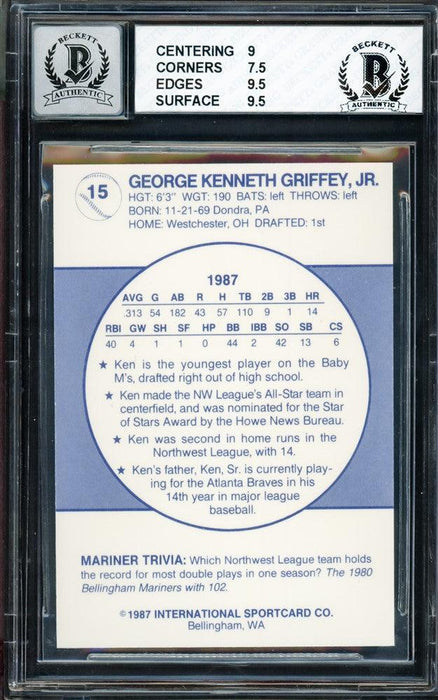 BECKETT
B
AUTHENTIC
CENTERING 9
CORNERS 7.5
EDGES 9.5
SURFACE 9.5
BECKETT
B
AUTHENTIC
15
GEORGE KENNETH GRIFFEY, JR.
HGT: 6'3" WGT: 190 BATS: left THROWS: left
BORN: 11-21-69 Dondra, PA
HOME: Westchester, OH DRAFTED: 1st
1987
AVG G AB R H TB 2B 3B HR
.313 54 182 43 57 110 9 1 14
RBI GW SH SF HP BB IBB SO SB CS
40 4 1 1 0 44 2 42 13 6
★ Ken is the youngest player on the Baby
M's, drafted right out of high school.
★ Ken made the NW League's All-Star team in
centerfield, and was nominated for the Star
of Stars Award by the Howe News Bureau.
★ Ken was second in home runs in the
Northwest League, with 14.
★ Ken's father, Ken, Sr. is currently play-
ing for the Atlanta Braves in his
14th year in major league
baseball.
MARINER TRIVIA: Which Northwest League team holds
the record for most double plays in one season? The 1980
Bellingham Mariners with 102.
©1987 INTERNATIONAL SPORTCARD CO.
Bellingham, WA